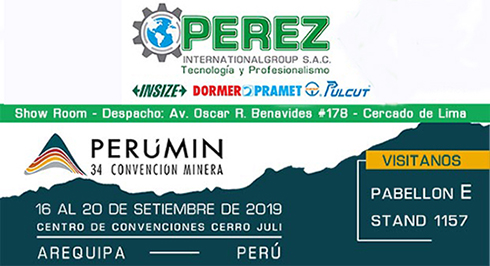 PEREZ
INTERNATIONALGROUP S.A.C.
Tecnología y Profesionalismo
INSIZE DORMER PRAMET PULCUT
Show Room - Despacho: Av. Oscar R. Benavides #178 - Cercado de Lima
PERÚMIN
34 CONVENCION MINERA
VISITANOS
PABELLON E
STAND 1157
16 AL 20 DE SETIEMBRE DE 2019
CENTRO DE CONVENCIONES CERRO JULI
AREQUIPA — PERÚ